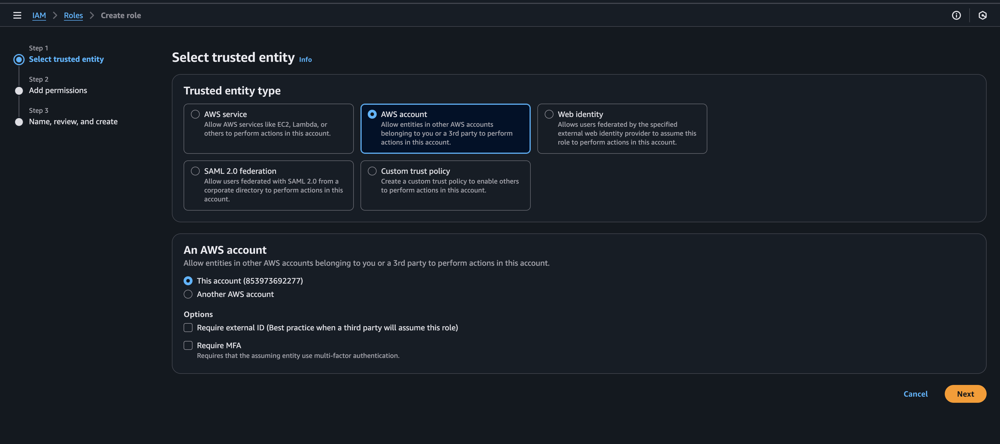 IAM > Roles > Create role
Step 1
Select trusted entity
Step 2
Add permissions
Step 3
Name, review, and create
Select trusted entity Info
Trusted entity type
AWS service
Allow AWS services like EC2, Lambda, or
others to perform actions in this account.
AWS account
Allow entities in other AWS accounts
belonging to you or a 3rd party to perform
actions in this account.
Web identity
Allows users federated by the specified
external web identity provider to assume this
role to perform actions in this account.
SAML 2.0 federation
Allow users federated with SAML 2.0 from a
corporate directory to perform actions in this
account.
Custom trust policy
Create a custom trust policy to enable others
to perform actions in this account.
An AWS account
Allow entities in other AWS accounts belonging to you or a 3rd party to perform actions in this account.
This account (853973692277)
Another AWS account
Options
Require external ID (Best practice when a third party will assume this role)
Require MFA
Requires that the assuming entity use multi-factor authentication.
Cancel
Next